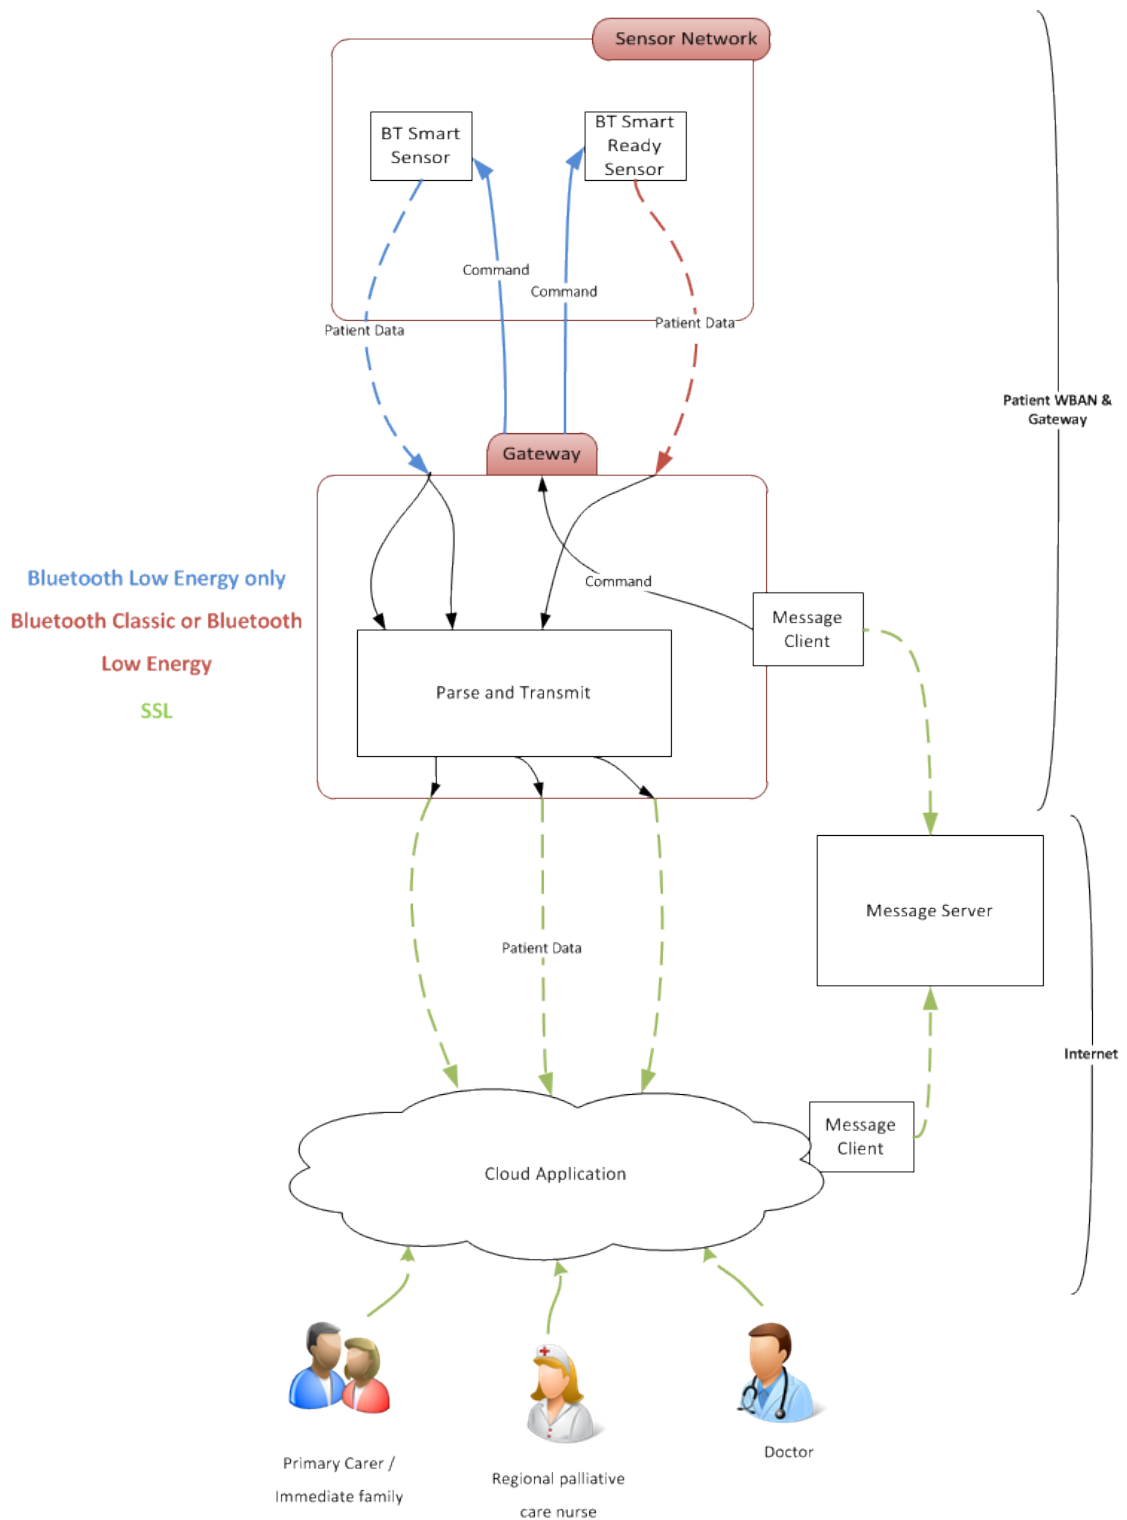 Sensor Network
BT Smart
Sensor
BT Smart
Ready
Sensor
Command
Command
Patient Data
Patient Data
Patient WBAN &
Gateway
Gateway
Bluetooth Low Energy only
Bluetooth Classic or Bluetooth
Low Energy
SSL
Command
Message
Client
Parse and Transmit
Message Server
Patient Data
Internet
Message
Client
Cloud Application
Primary Carer /
Immediate family
Regional palliative
care nurse
Doctor